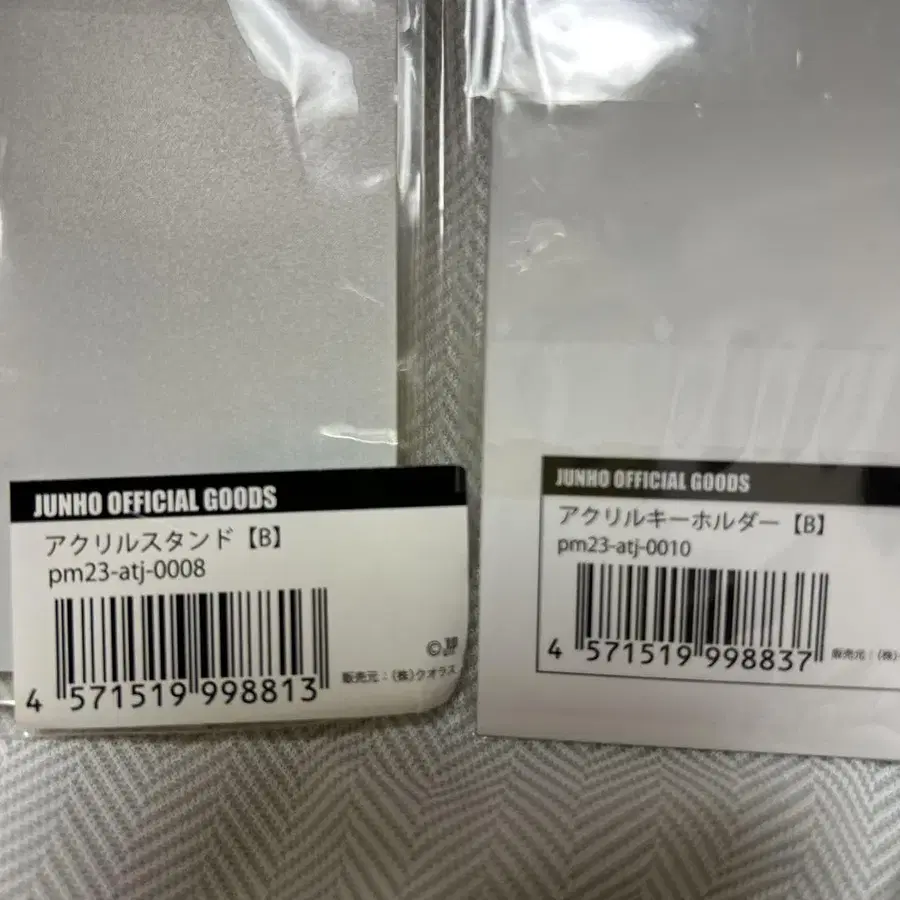 JUNHO OFFICIAL GOODS
アクリルスタンド【B】
pm23-atj-0008
4 571519 998813
販売元：(株)クオラス
JUNHO OFFICIAL GOODS
アクリルキーホルダー【B】
pm23-atj-0010
4 571519 998837
販売元：(株)